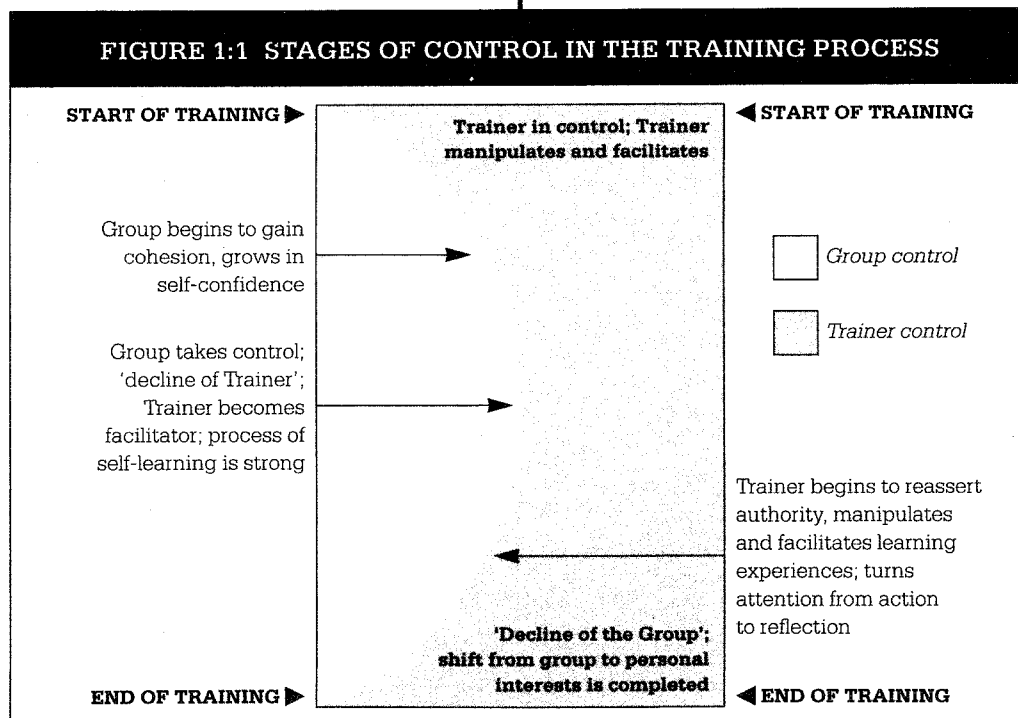 FIGURE 1:1 STAGES OF CONTROL IN THE TRAINING PROCESS
START OF TRAINING ▶
Trainer in control; Trainer
manipulates and facilitates
◀ START OF TRAINING
Group begins to gain
cohesion, grows in
self-confidence
Group control
Trainer control
Group takes control;
'decline of Trainer';
Trainer becomes
facilitator; process of
self-learning is strong
Trainer begins to reassert
authority, manipulates
and facilitates learning
experiences; turns
attention from action
to reflection
'Decline of the Group';
shift from group to personal
interests is completed
END OF TRAINING ▶
◀ END OF TRAINING